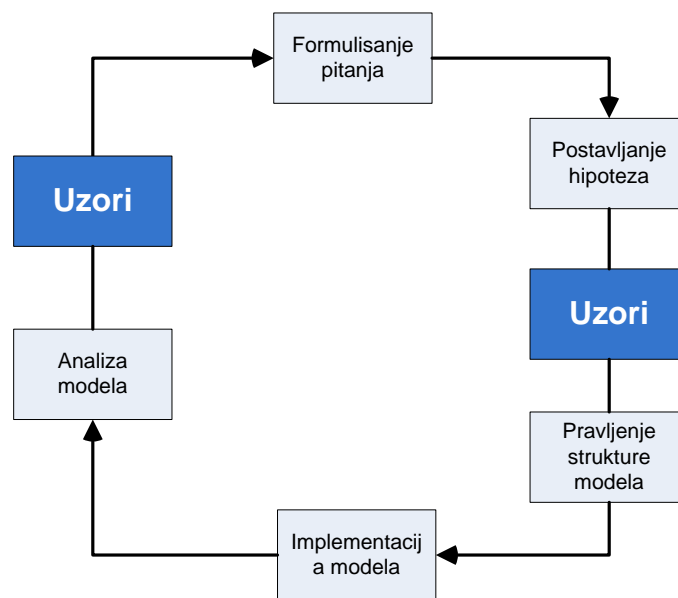 Formulisanje
pitanja
Postavljanje
hipoteza
Uzori
Pravljenje
strukture
modela
Implementacij
a modela
Analiza
modela
Uzori